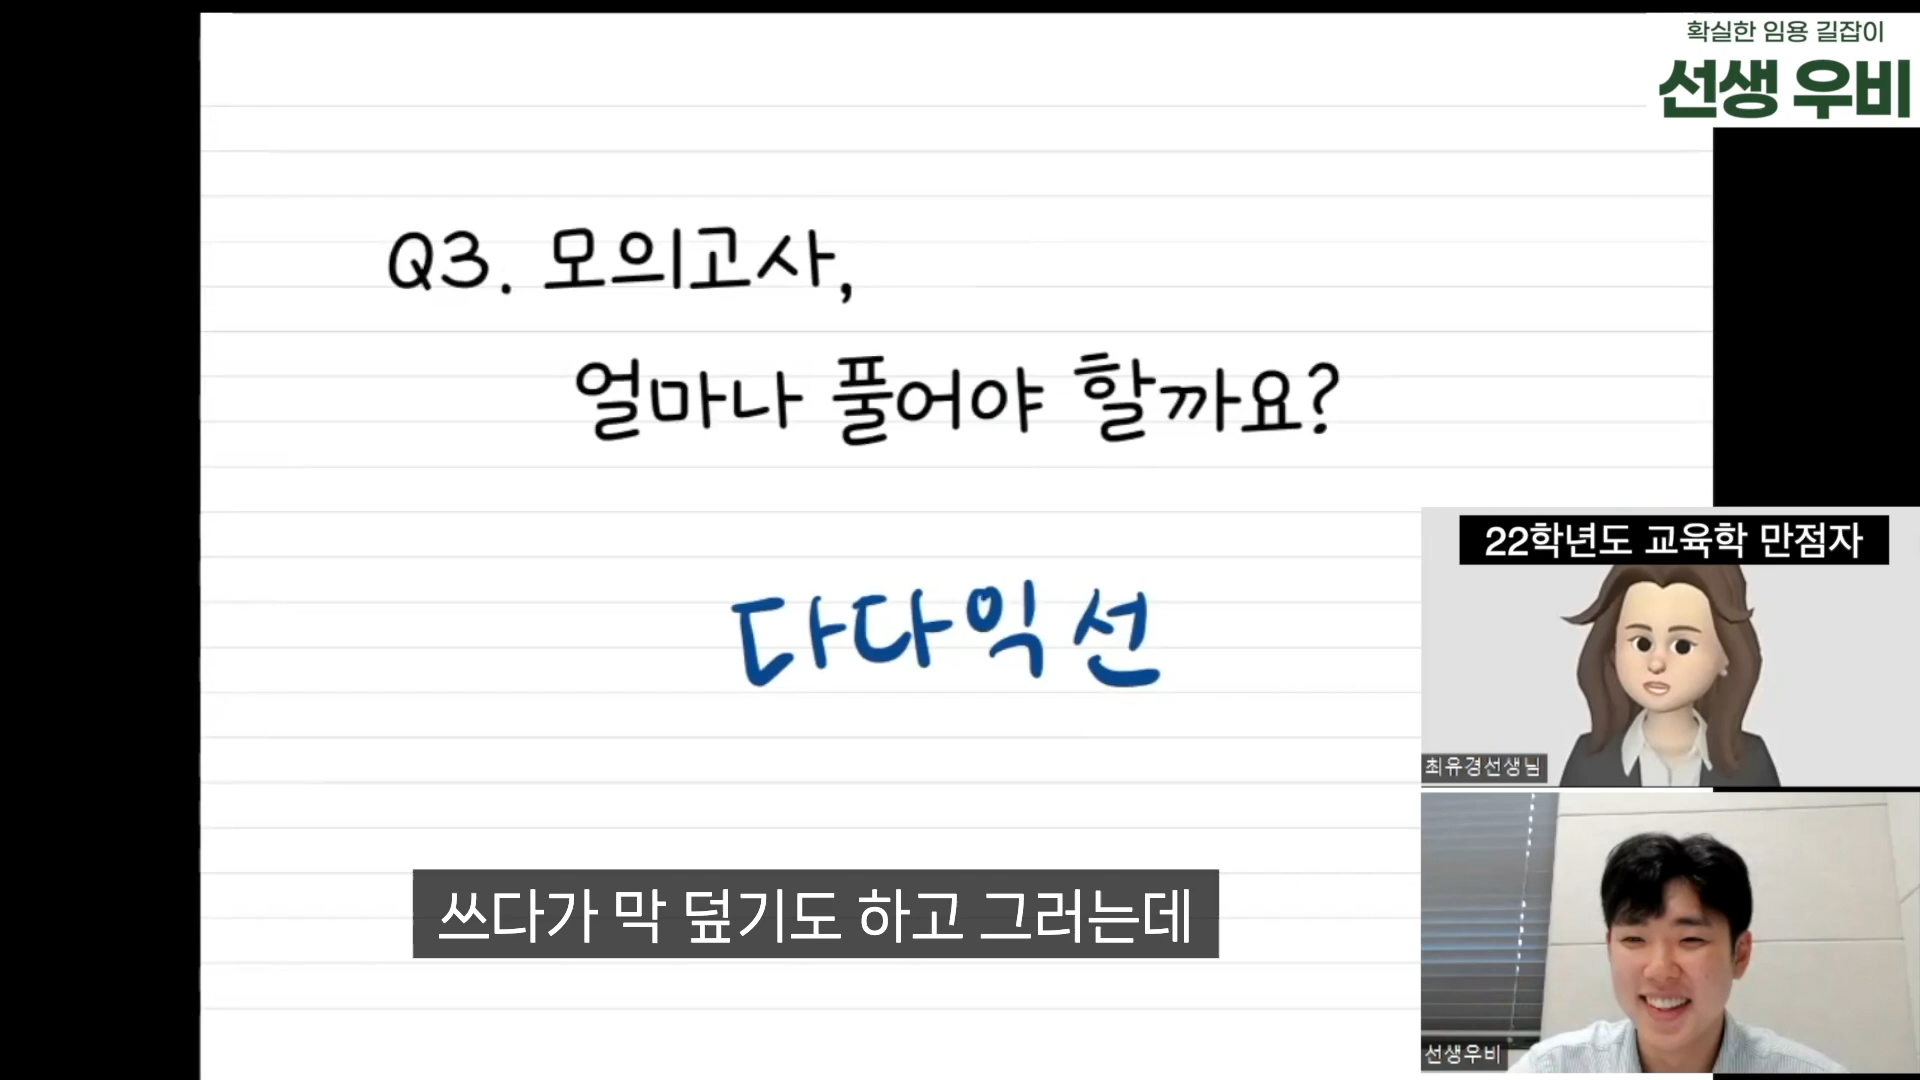 확실한 임용 길잡이
선생 우비
Q3. 모의고사,
얼마나 풀어야 할까요?
다다익선
22학년도 교육학 만점자
최유경선생님
쓰다가 막 덮기도 하고 그러는데
선생우비